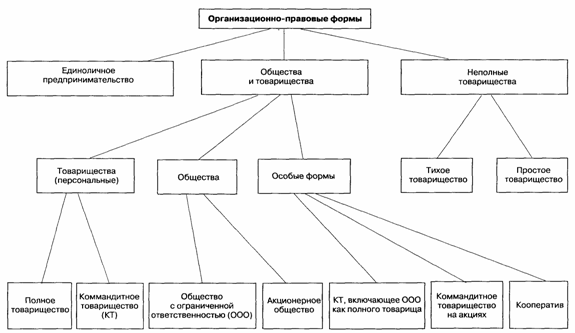 Организационно-правовые формы
Единоличное
предпринимательство
Общества
и товарищества
Неполные
товарищества
Товарищества
(персональные)
Общества
Особые формы
Тихое
товарищество
Простое
товарищество
Полное
товарищество
Коммандитное
товарищество
(КТ)
Общество
с ограниченной
ответственностью (ООО)
Акционерное
общество
КТ, включающее ООО
как полного товарища
Коммандитное
товарищество
на акциях
Кооператив